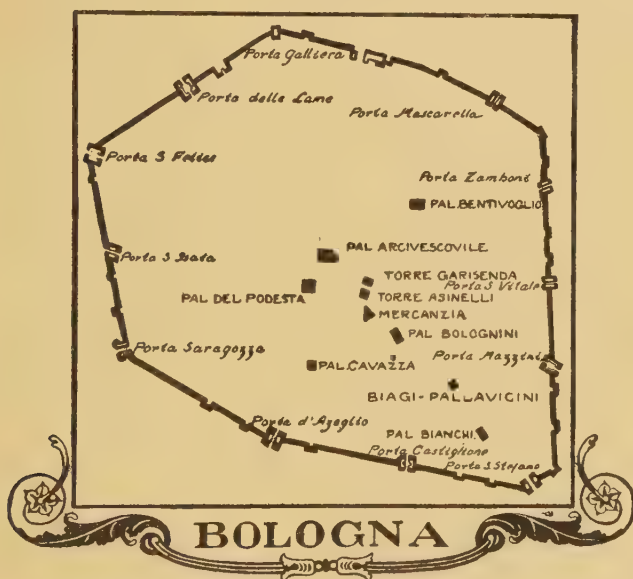 Porta Galliera
Porta delle Lame
Porta Mascarella
Porta S Felice
Porta Zamboni
PAL.BENTIVOGLIO
PAL ARCIVESCOVILE
Porta S Isaia
TORRE GARISENDA
Porta S Vitale
PAL DEL PODESTA
TORRE ASINELLI
MERCANZIA
PAL BOLOGNINI
Porta Saragozza
Porta Mazzini
PAL.CAVAZZA
BIAGI-PALLAVICINI
Porta d'Azeglio
PAL BIANCHI
Porta Castiglione
Porta S.Stefano
BOLOGNA